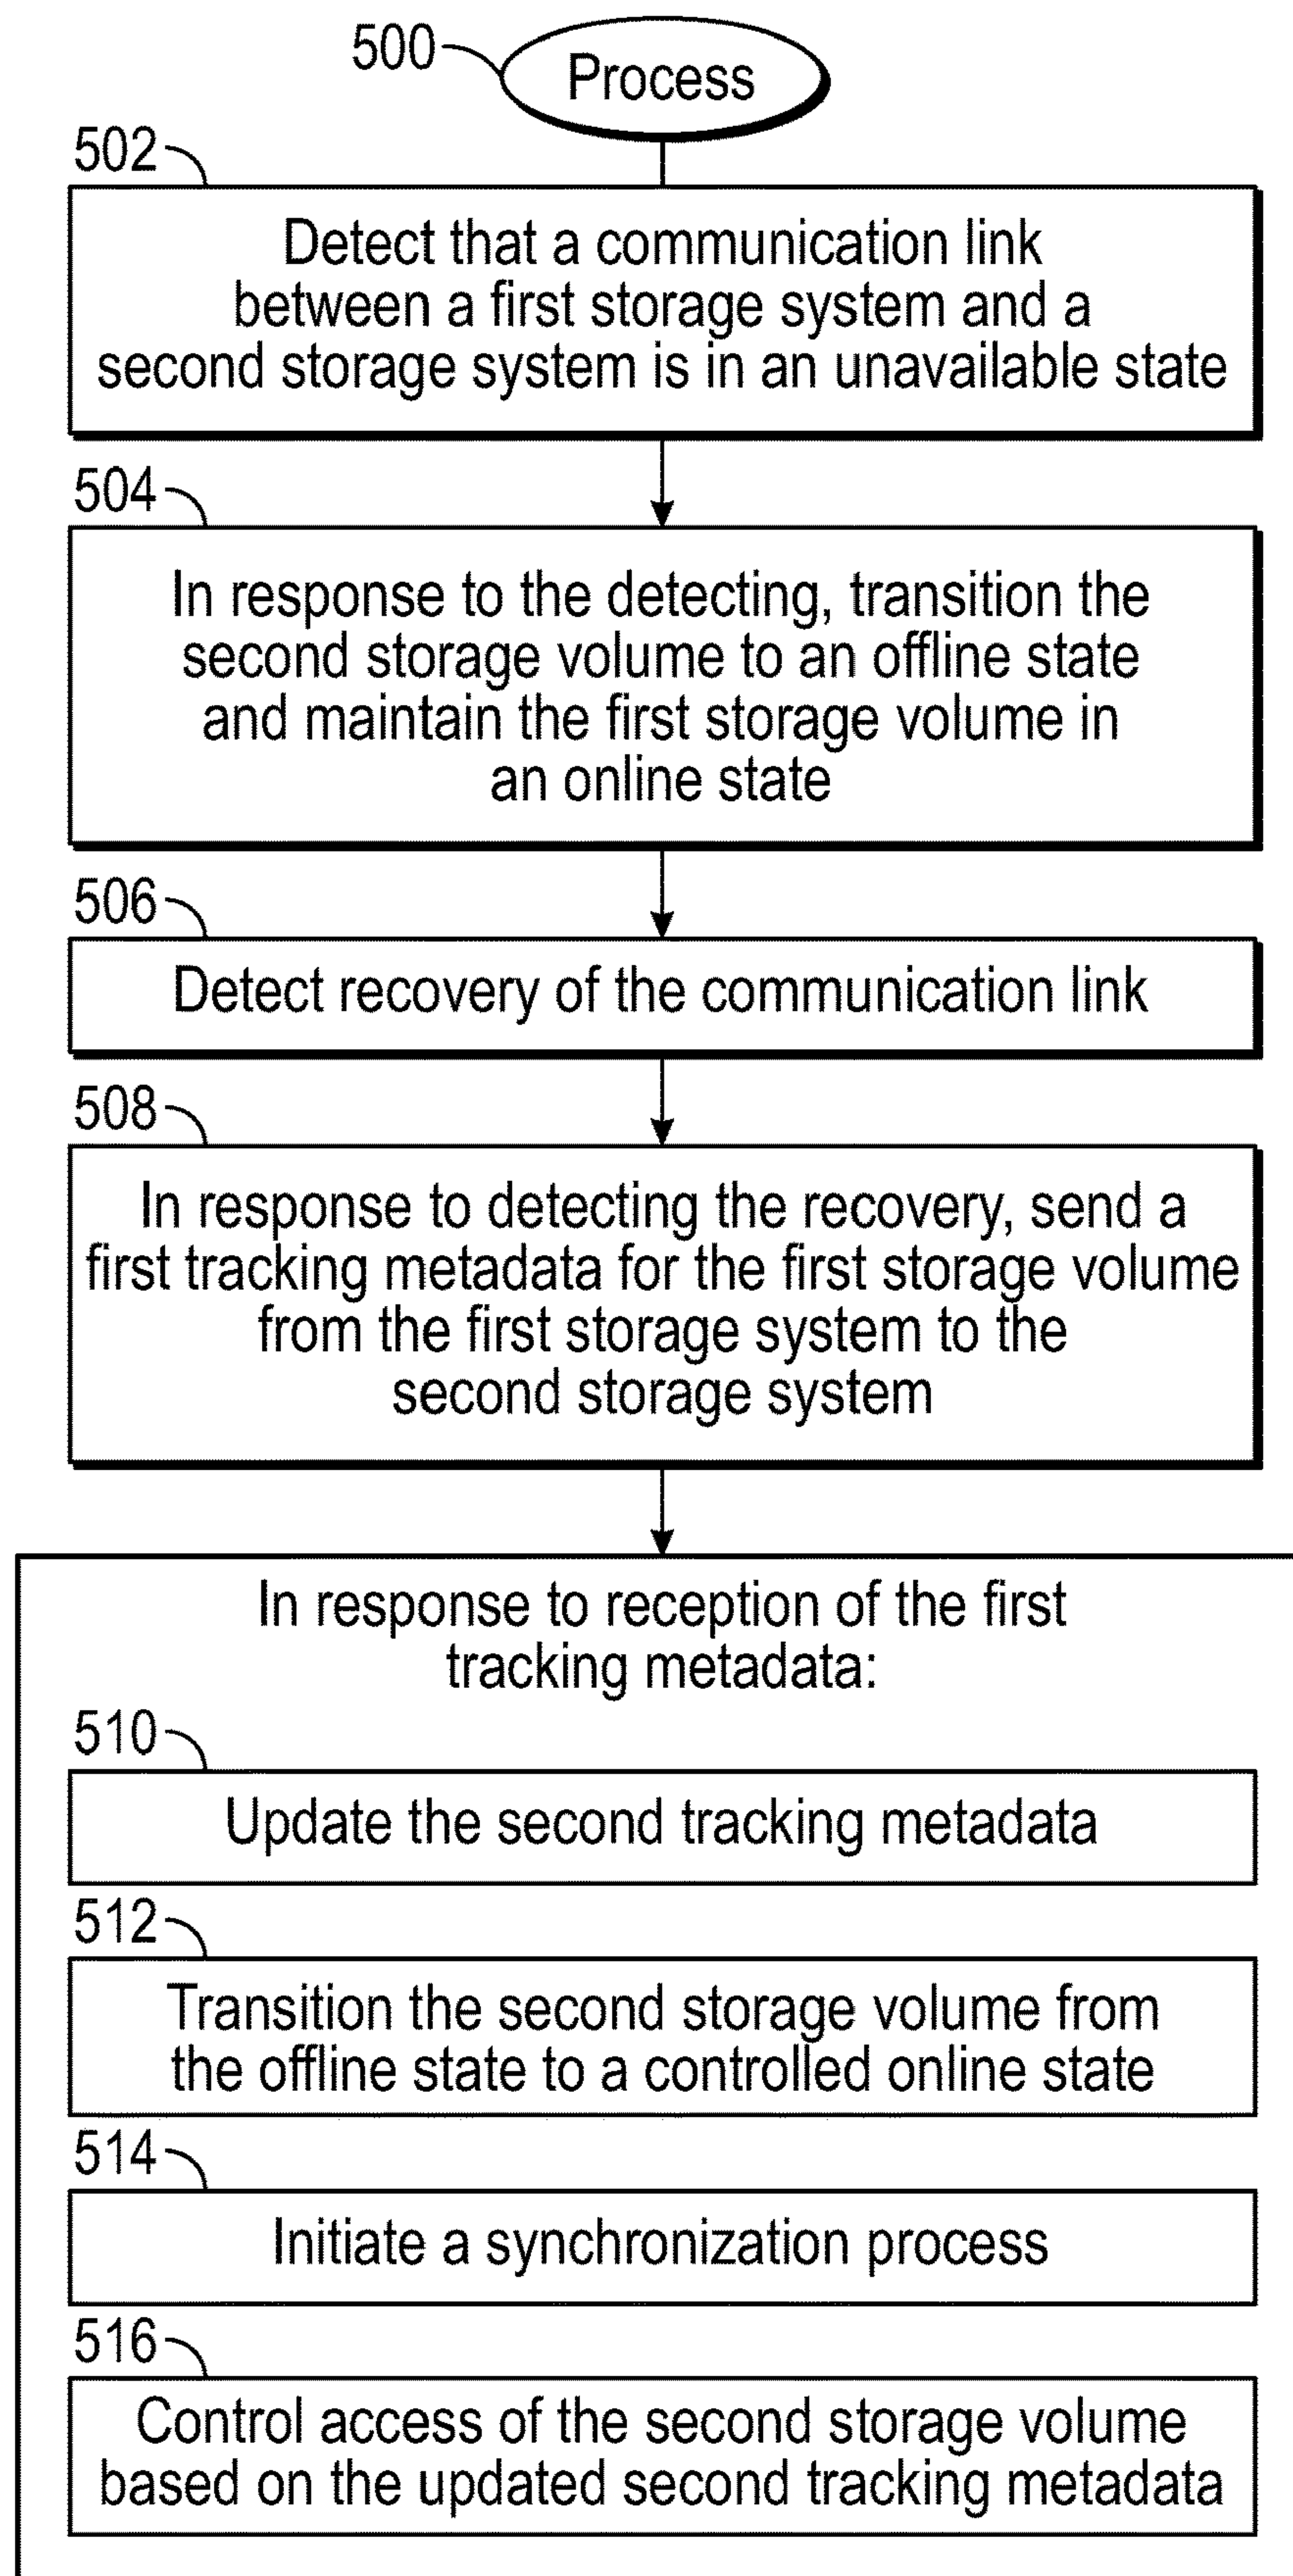 500
Process
502
Detect that a communication link
between a first storage system and a
second storage system is in an unavailable state
504
In response to the detecting, transition the
second storage volume to an offline state
and maintain the first storage volume in
an online state
506
Detect recovery of the communication link
508
In response to detecting the recovery, send a
first tracking metadata for the first storage volume
from the first storage system to the
second storage system
In response to reception of the first
tracking metadata:
510
Update the second tracking metadata
512
Transition the second storage volume from
the offline state to a controlled online state
514
Initiate a synchronization process
516
Control access of the second storage volume
based on the updated second tracking metadata